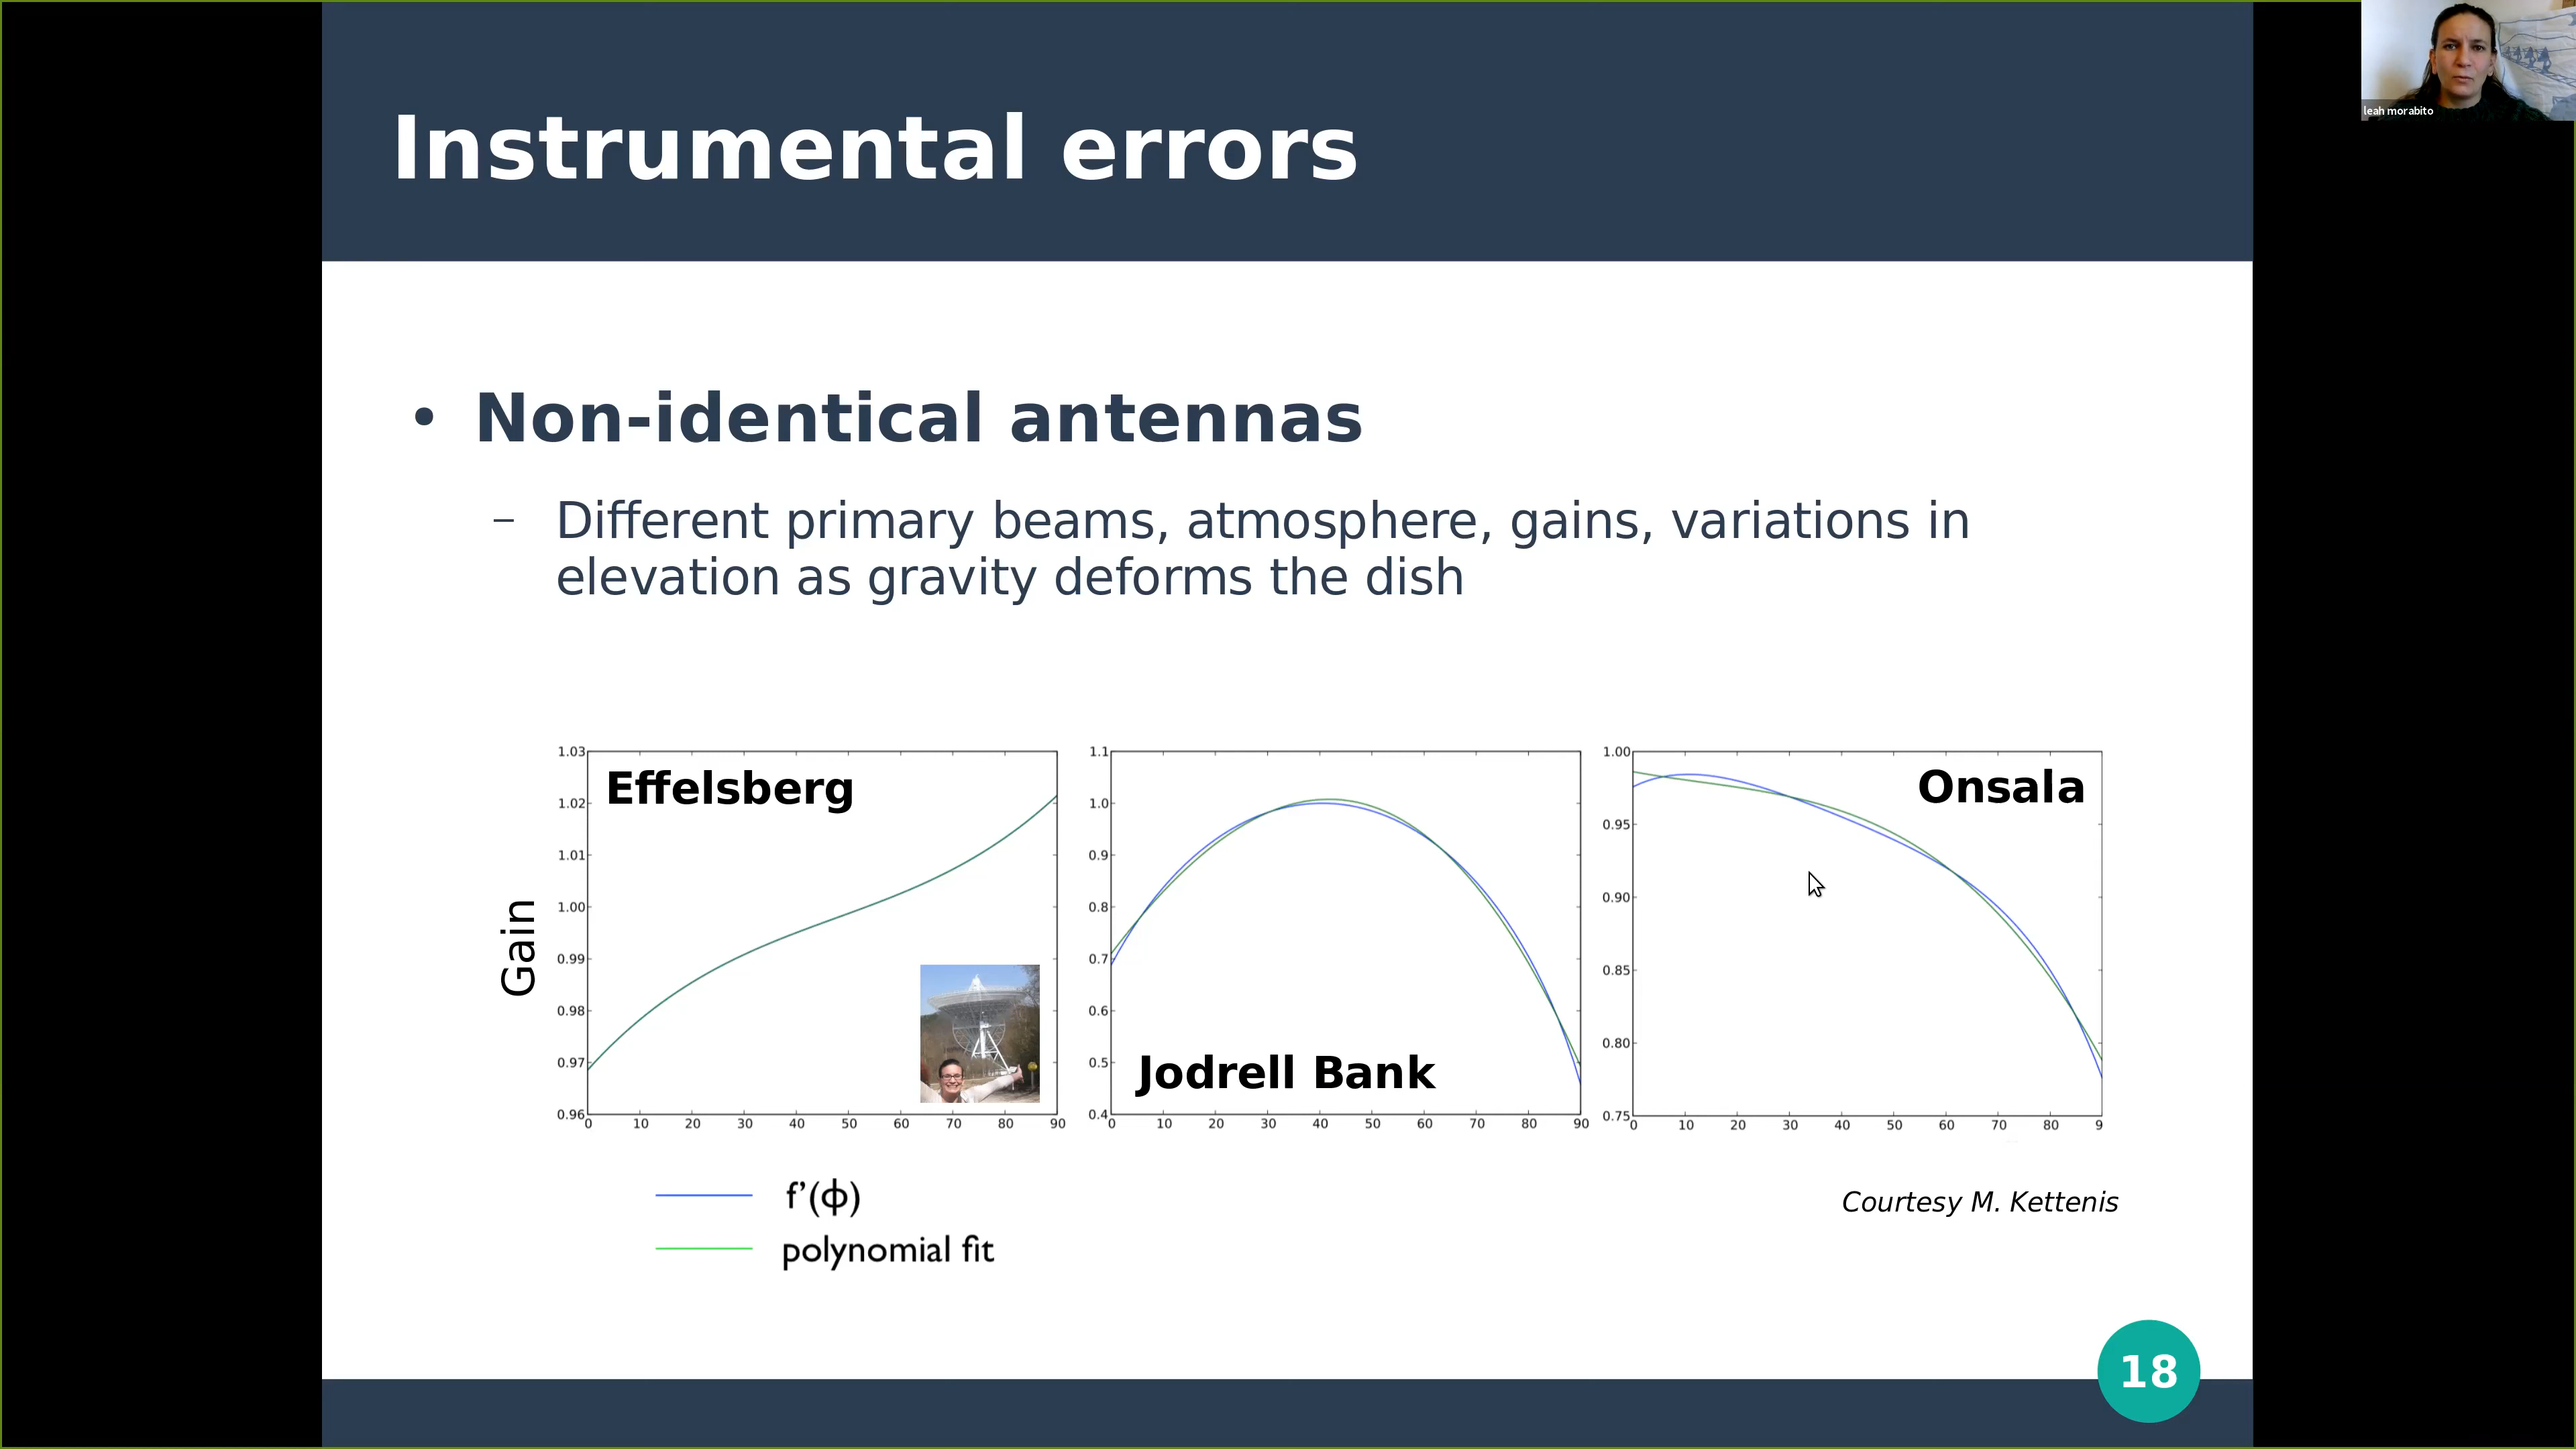 Instrumental errors
leah morabito
• Non-identical antennas
– Different primary beams, atmosphere, gains, variations in
elevation as gravity deforms the dish
Gain
Effelsberg
1.03
1.02
1.01
1.00
0.99
0.98
0.97
0.96
0 10 20 30 40 50 60 70 80 90
Jodrell Bank
1.1
1.0
0.9
0.8
0.7
0.6
0.5
0.4
0 10 20 30 40 50 60 70 80 90
Onsala
1.00
0.95
0.90
0.85
0.80
0.75
0 10 20 30 40 50 60 70 80 9
f’(ϕ)
polynomial fit
Courtesy M. Kettenis
18